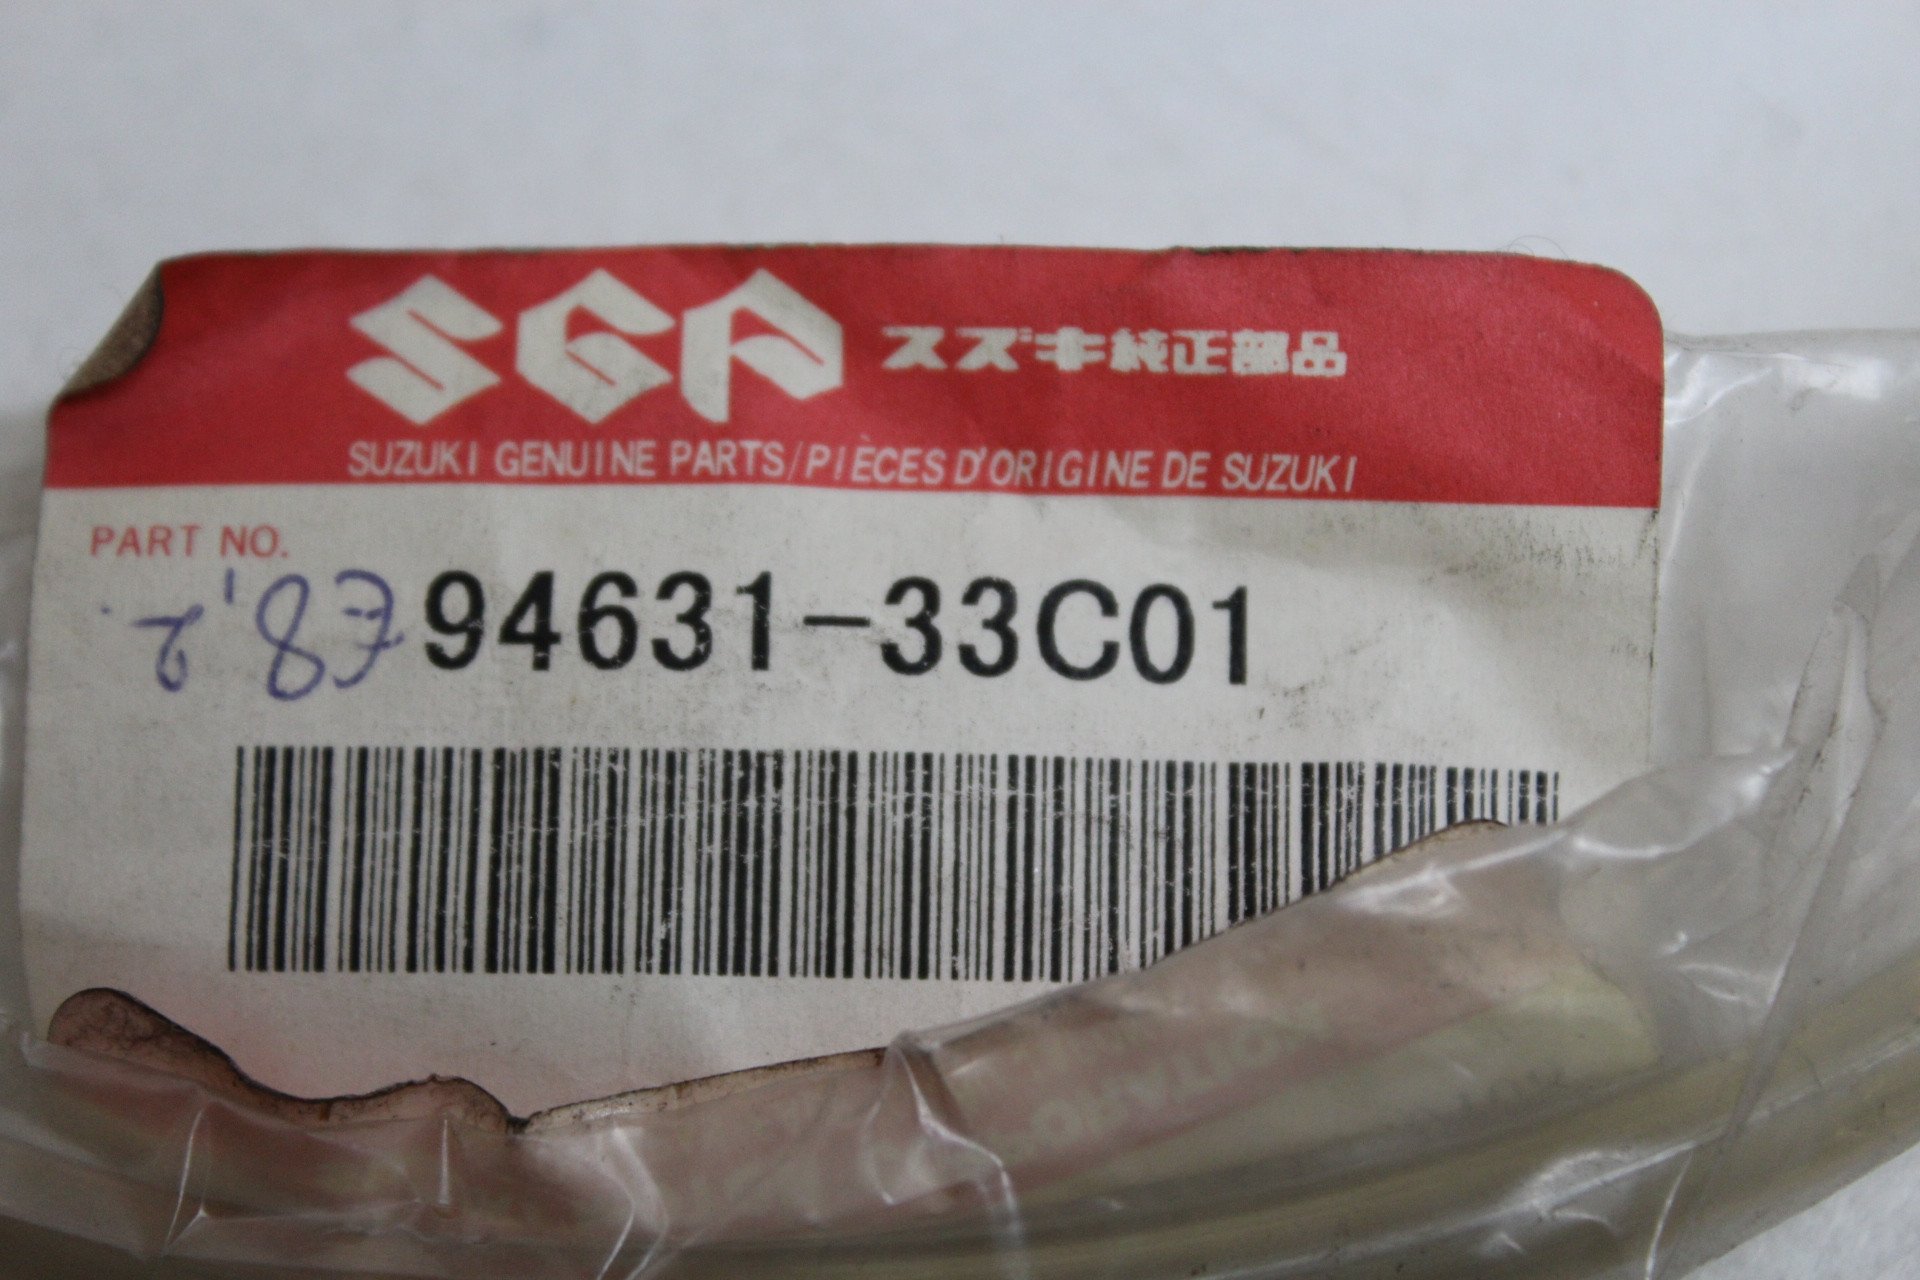 SGP スズキ純正部品
SUZUKI GENUINE PARTS/PIÈCES D'ORIGINE DE SUZUKI
PART NO.
94631-33C01